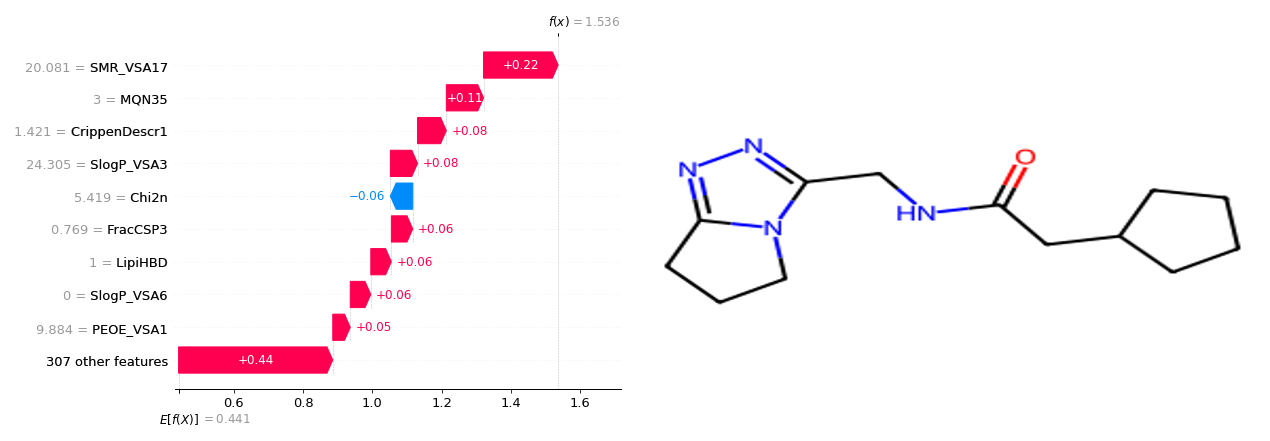 f(x) = 1.536
20.081 = SMR_VSA17
+0.22
3 = MQN35
+0.11
1.421 = CrippenDescr1
+0.08
24.305 = SlogP_VSA3
+0.08
5.419 = Chi2n
−0.06
0.769 = FracCSP3
+0.06
1 = LipiHBD
+0.06
0 = SlogP_VSA6
+0.06
9.884 = PEOE_VSA1
+0.05
307 other features
+0.44
0.6 0.8 1.0 1.2 1.4 1.6
E[f(X)] = 0.441
N
N
N
HN
O